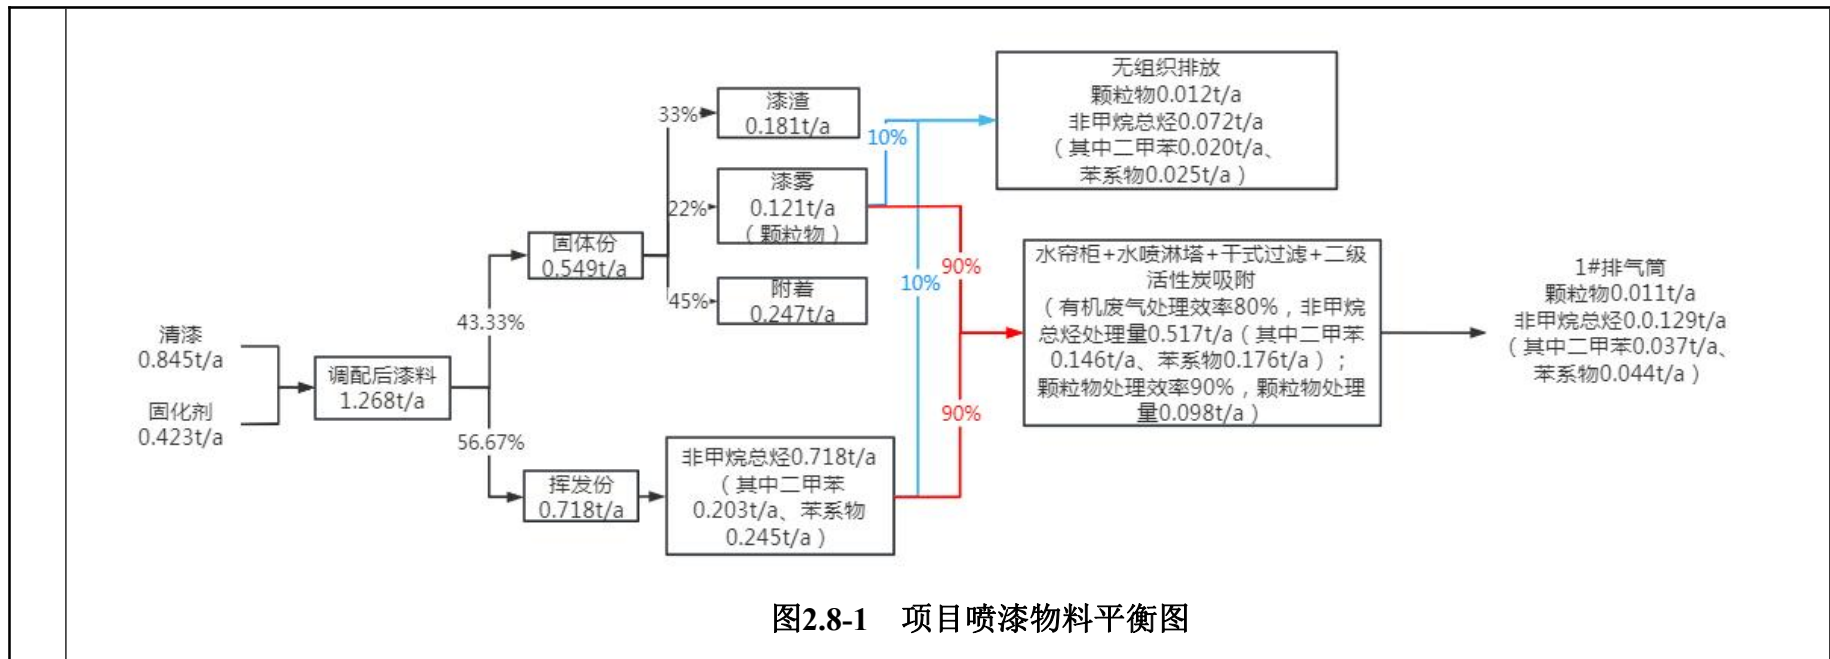 清漆
0.845t/a
固化剂
0.423t/a
调配后漆料
1.268t/a
43.33%
56.67%
固体份
0.549t/a
挥发份
0.718t/a
33%
22%
45%
漆渣
0.181t/a
漆雾
0.121t/a
（颗粒物）
附着
0.247t/a
非甲烷总烃0.718t/a
（其中二甲苯
0.203t/a、苯系物
0.245t/a）
10%
10%
90%
90%
无组织排放
颗粒物0.012t/a
非甲烷总烃0.072t/a
（其中二甲苯0.020t/a、
苯系物0.025t/a）
水帘柜+水喷淋塔+干式过滤+二级
活性炭吸附
（有机废气处理效率80%，非甲烷
总烃处理量0.517t/a（其中二甲苯
0.146t/a、苯系物0.176t/a）；
颗粒物处理效率90%，颗粒物处理
量0.098t/a）
1#排气筒
颗粒物0.011t/a
非甲烷总烃0.0.129t/a
（其中二甲苯0.037t/a、
苯系物0.044t/a）
图2.8-1 项目喷漆物料平衡图